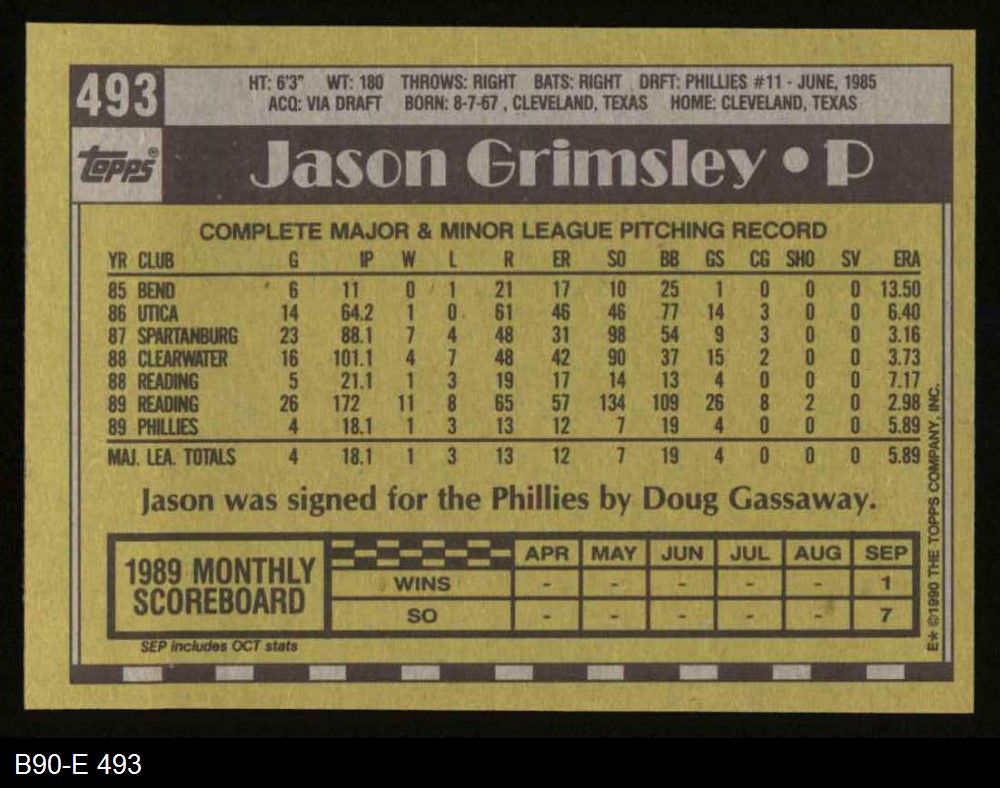 493
HT: 6'3" WT: 180 THROWS: RIGHT BATS: RIGHT DRFT: PHILLIES #11 - JUNE, 1985
ACQ: VIA DRAFT BORN: 8-7-67 , CLEVELAND, TEXAS HOME: CLEVELAND, TEXAS
Topps®
Jason Grimsley • P
COMPLETE MAJOR & MINOR LEAGUE PITCHING RECORD
YR CLUB G IP W L R ER SO BB GS CG SHO SV ERA
85 BEND 6 11 0 1 21 17 10 25 1 0 0 0 13.50
86 UTICA 14 64.2 1 0 61 46 46 77 14 3 0 0 6.40
87 SPARTANBURG 23 88.1 7 4 48 31 98 54 9 3 0 0 3.16
88 CLEARWATER 16 101.1 4 7 48 42 90 37 15 2 0 0 3.73
88 READING 5 21.1 1 3 19 17 14 13 4 0 0 0 7.17
89 READING 26 172 11 8 65 57 134 109 26 8 2 0 2.98
89 PHILLIES 4 18.1 1 3 13 12 7 19 4 0 0 0 5.89
MAJ. LEA. TOTALS 4 18.1 1 3 13 12 7 19 4 0 0 0 5.89
Jason was signed for the Phillies by Doug Gassaway.
1989 MONTHLY
SCOREBOARD
APR MAY JUN JUL AUG SEP
WINS - - - - - 1
SO - - - - - 7
SEP includes OCT stats
E* ©1990 THE TOPPS COMPANY, INC.
B90-E 493